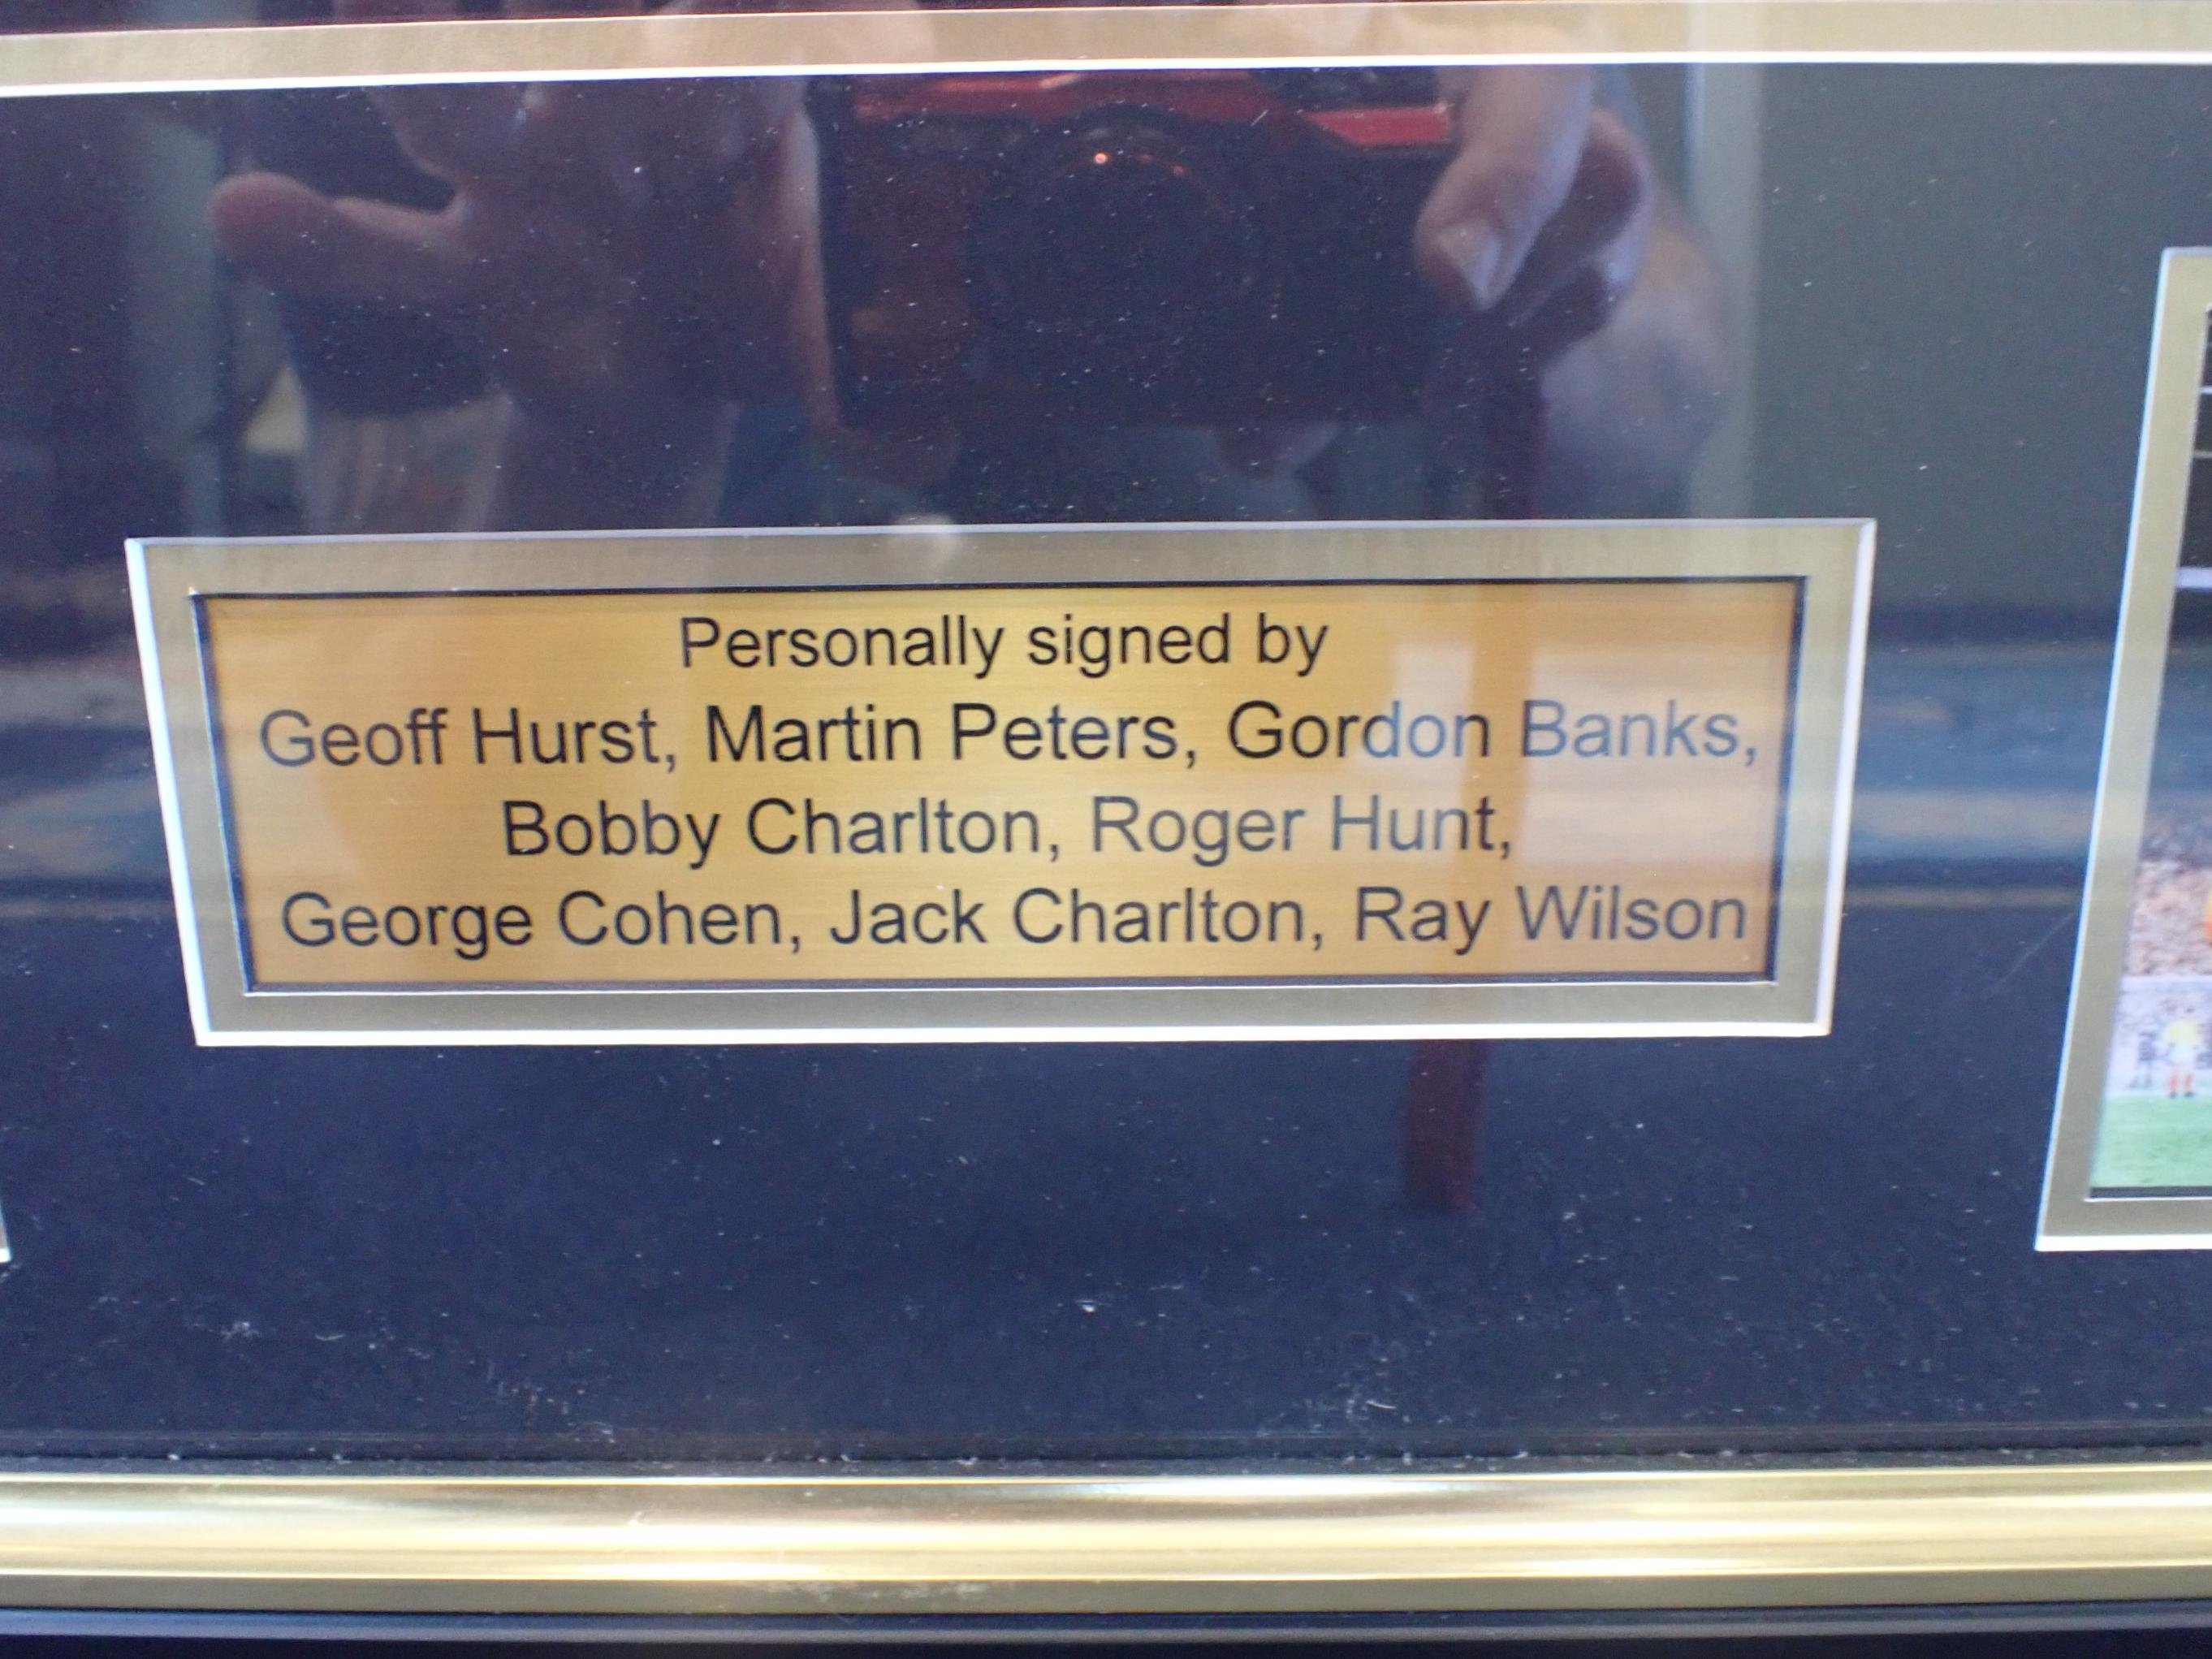 Personally signed by
Geoff Hurst, Martin Peters, Gordon Banks,
Bobby Charlton, Roger Hunt,
George Cohen, Jack Charlton, Ray Wilson